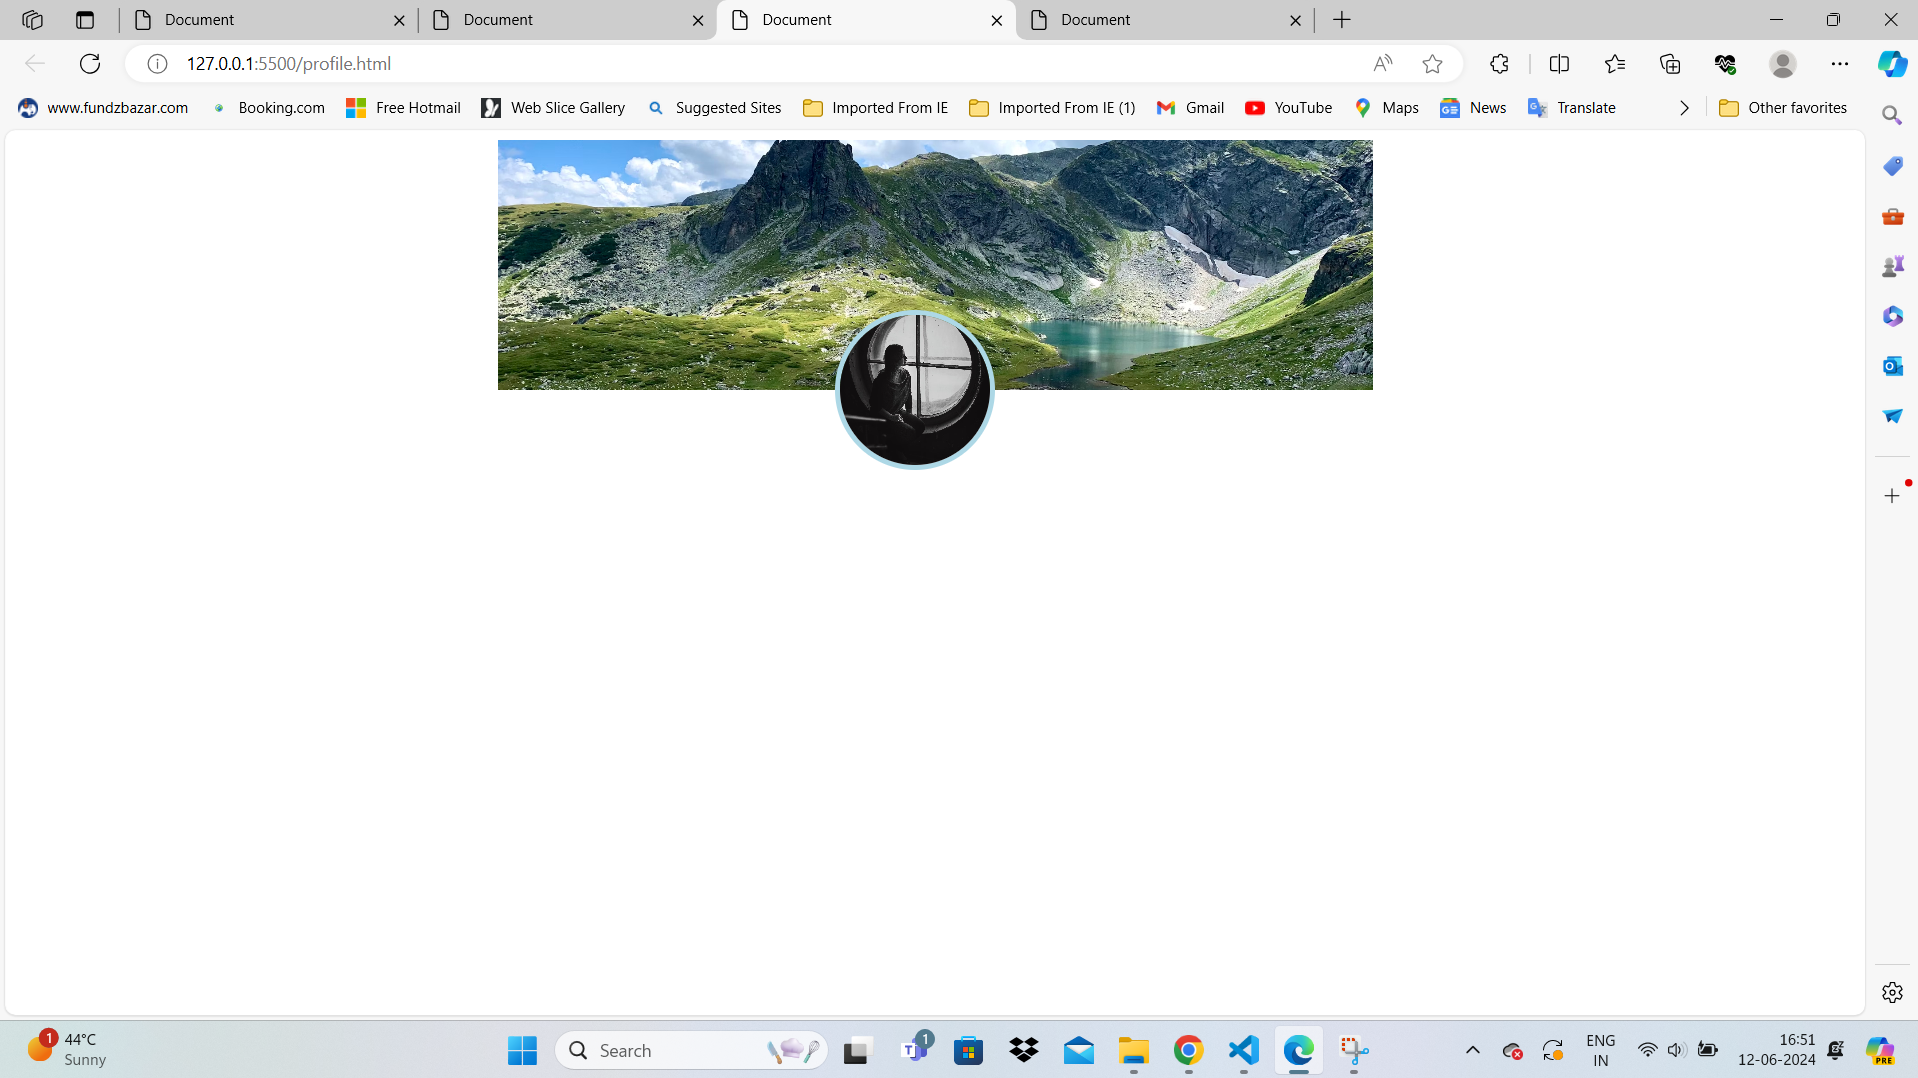 Document
Document
Document
Document
127.0.0.1:5500/profile.html
www.fundzbazar.com
Booking.com
Free Hotmail
Web Slice Gallery
Suggested Sites
Imported From IE
Imported From IE (1)
Gmail
YouTube
Maps
News
Translate
Other favorites
1
44°C
Sunny
Search
1
ENG
IN
16:51
12-06-2024
PRE